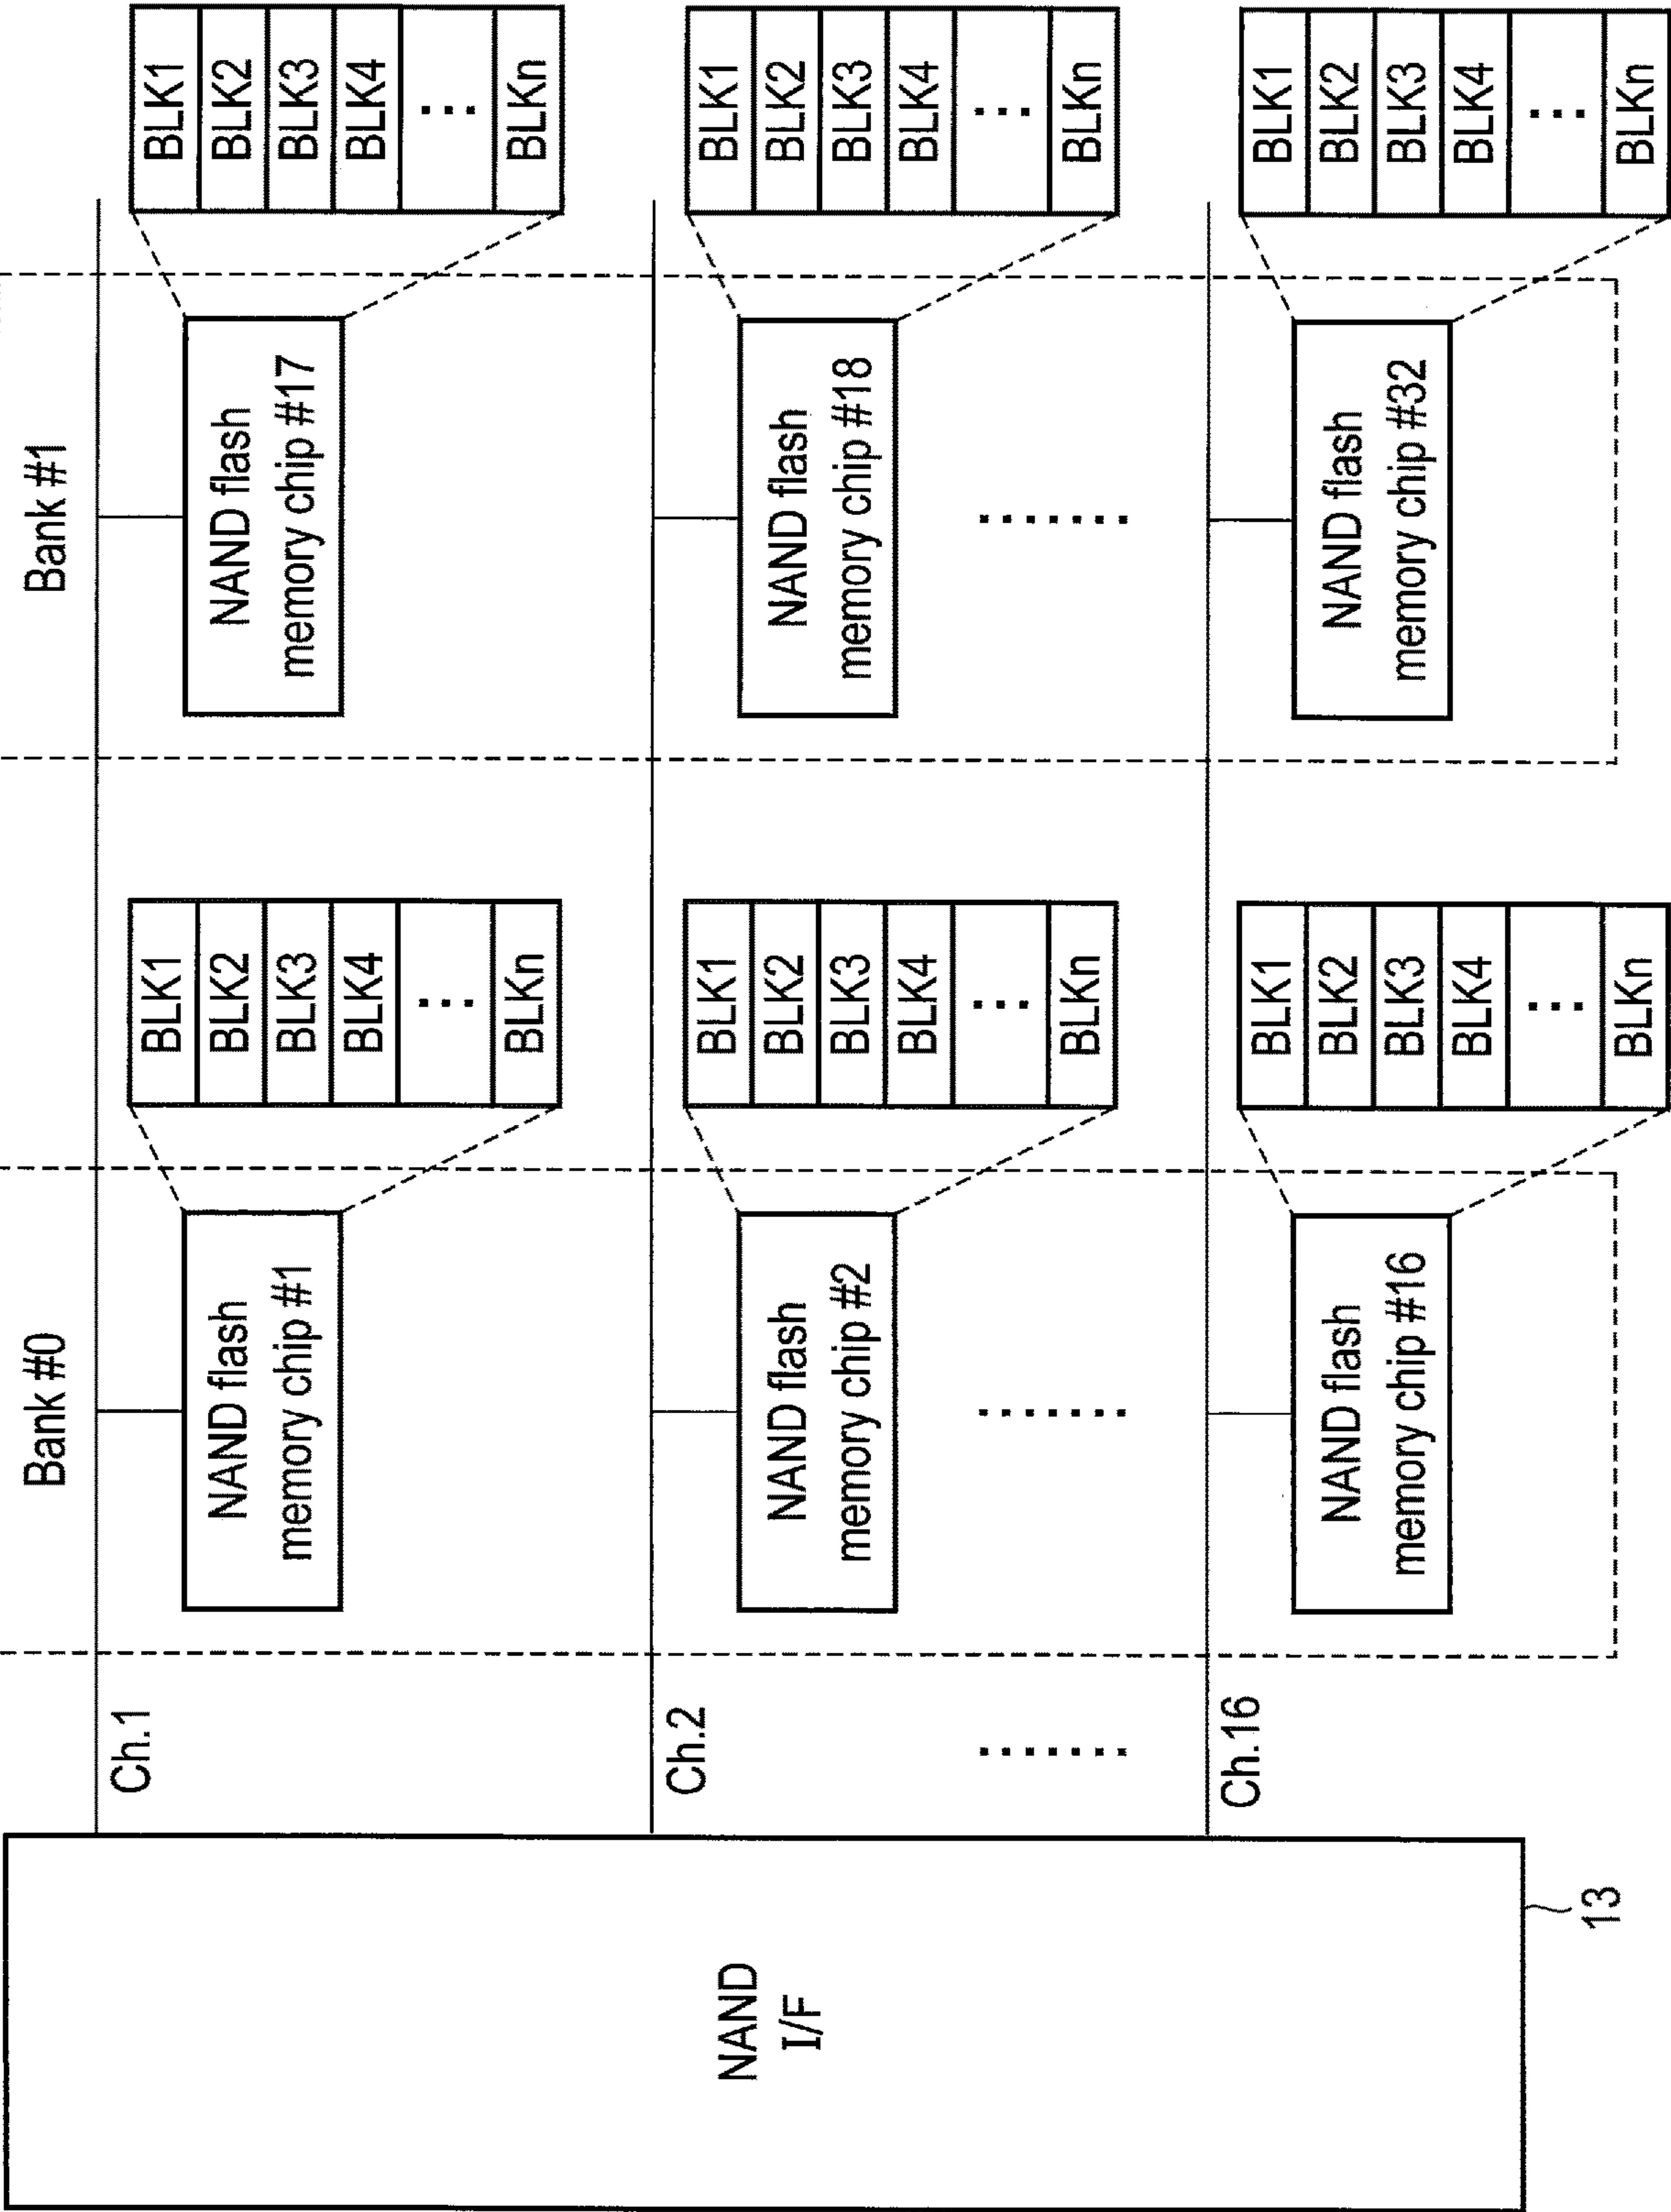 Bank #0
Bank #1
Ch.1
NAND flash
memory chip #1
BLK1
BLK2
BLK3
BLK4
...
BLKn
NAND flash
memory chip #17
BLK1
BLK2
BLK3
BLK4
...
BLKn
Ch.2
NAND flash
memory chip #2
BLK1
BLK2
BLK3
BLK4
...
BLKn
NAND flash
memory chip #18
BLK1
BLK2
BLK3
BLK4
...
BLKn
NAND
I/F
.......
.......
.......
Ch.16
NAND flash
memory chip #16
BLK1
BLK2
BLK3
BLK4
...
BLKn
NAND flash
memory chip #32
BLK1
BLK2
BLK3
BLK4
...
BLKn
13